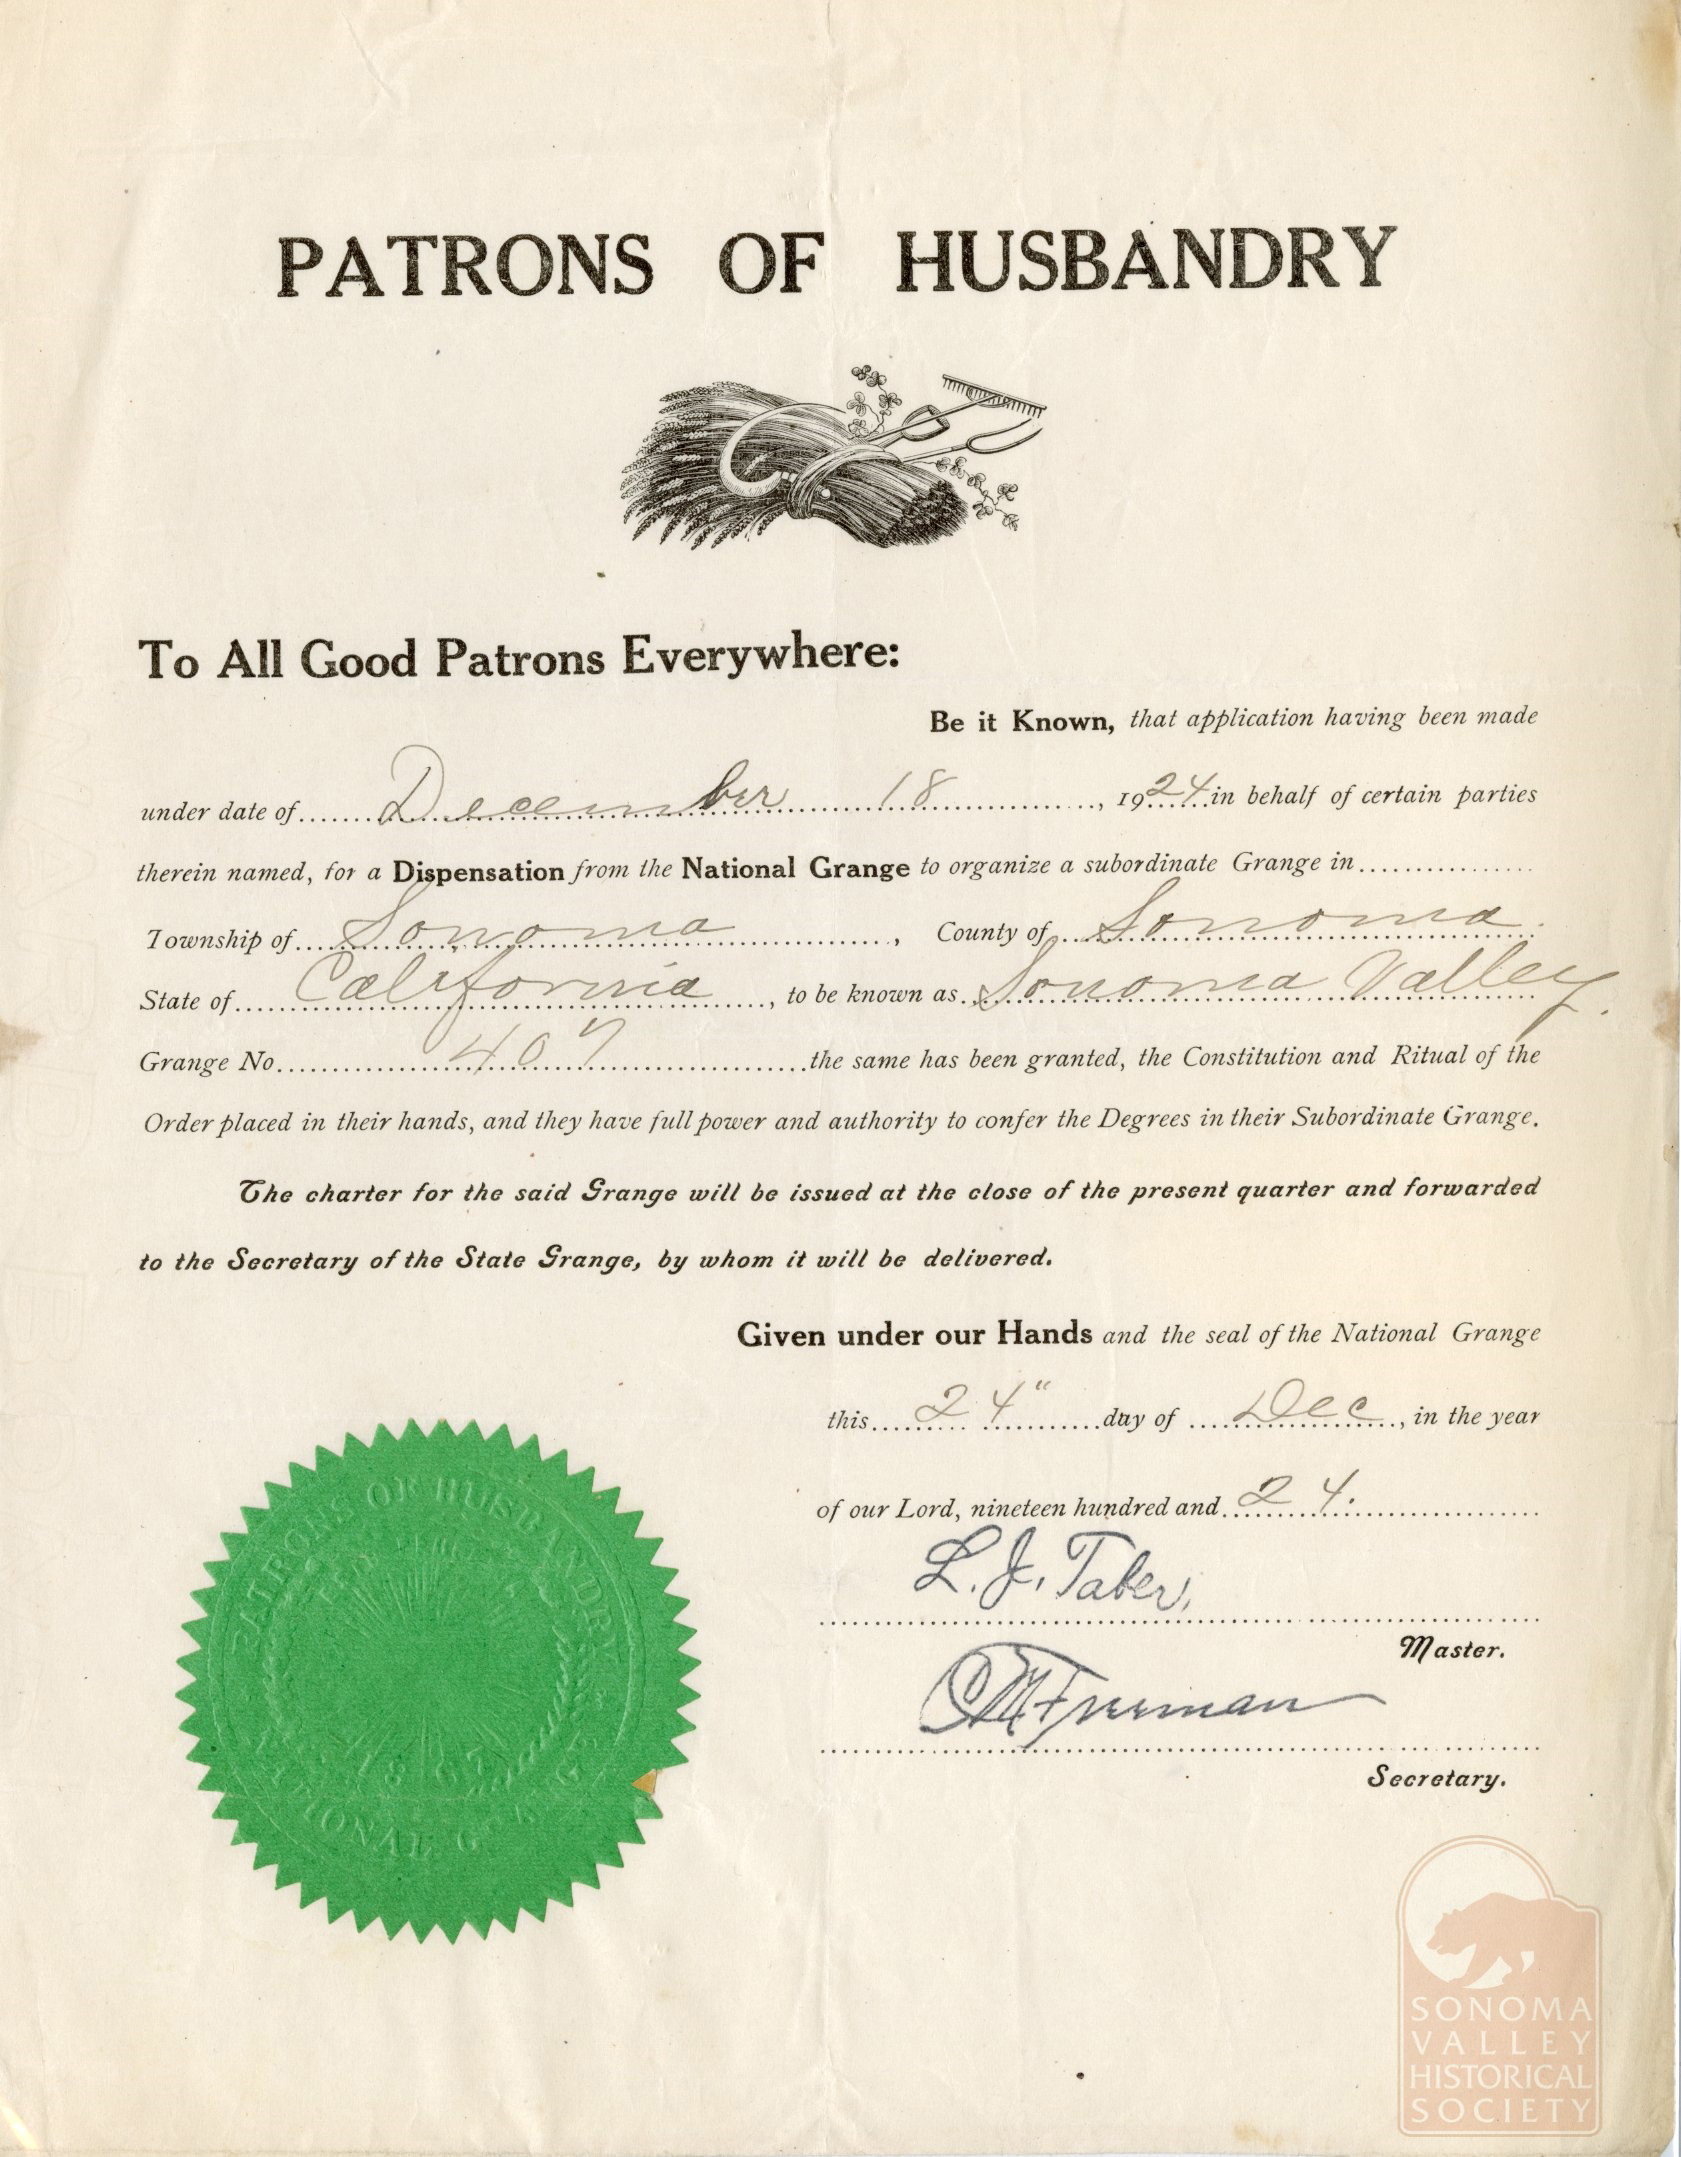 PATRONS OF HUSBANDRY
To All Good Patrons Everywhere:
Be it Known, that application having been made
under date of December 18, 1924 in behalf of certain parties
therein named, for a Dispensation from the National Grange to organize a subordinate Grange in
Township of Sonoma, County of Sonoma
State of California, to be known as Sonoma Valley.
Grange No 407 the same has been granted, the Constitution and Ritual of the
Order placed in their hands, and they have full power and authority to confer the Degrees in their Subordinate Grange.
The charter for the said Grange will be issued at the close of the present quarter and forwarded
to the Secretary of the State Grange, by whom it will be delivered.
Given under our Hands and the seal of the National Grange
this 24" day of Dec, in the year
of our Lord, nineteen hundred and 24.
L. J. Taber,
Master.
C M Freeman
Secretary.
PATRONS OF HUSBANDRY
1867
NATIONAL GRANGE
SONOMA
VALLEY
HISTORICAL
SOCIETY